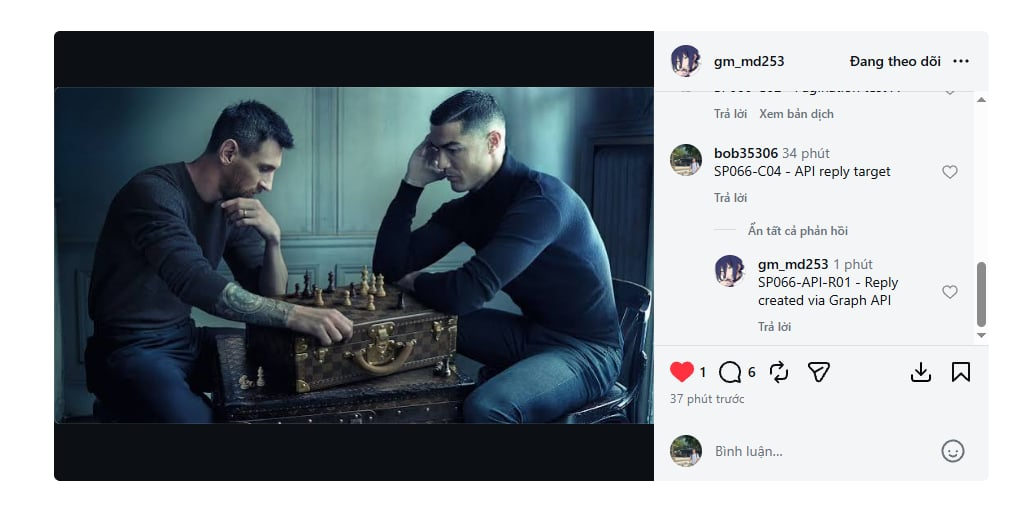 gm_md253
Đang theo dõi
Trả lời Xem bản dịch
bob35306 34 phút
SP066-C04 - API reply target
Trả lời
Ẩn tất cả phản hồi
gm_md253 1 phút
SP066-API-R01 - Reply
created via Graph API
Trả lời
1 6
37 phút trước
Bình luận...